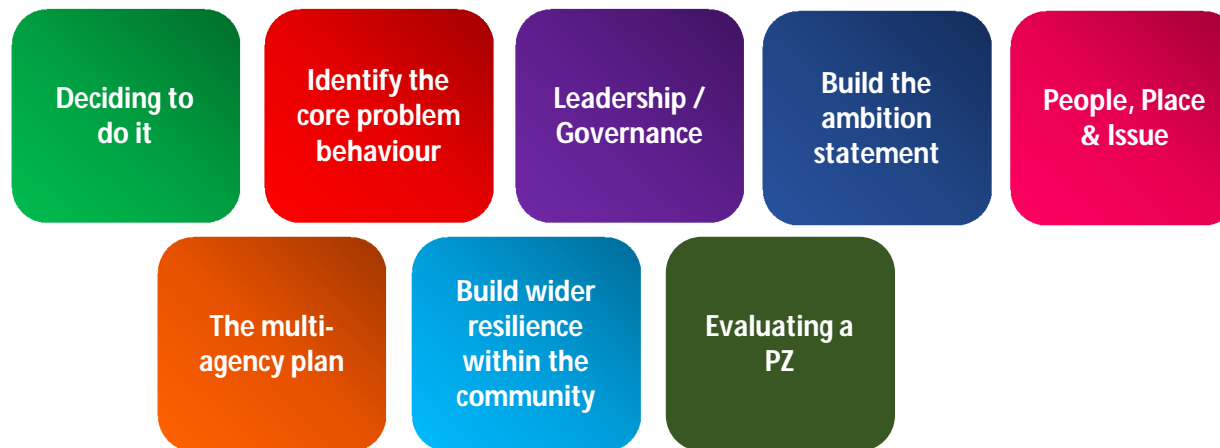 Deciding to
do it
Identify the
core problem
behaviour
Leadership /
Governance
Build the
ambition
statement
People, Place
& Issue
The multi-
agency plan
Build wider
resilience
within the
community
Evaluating a
PZ